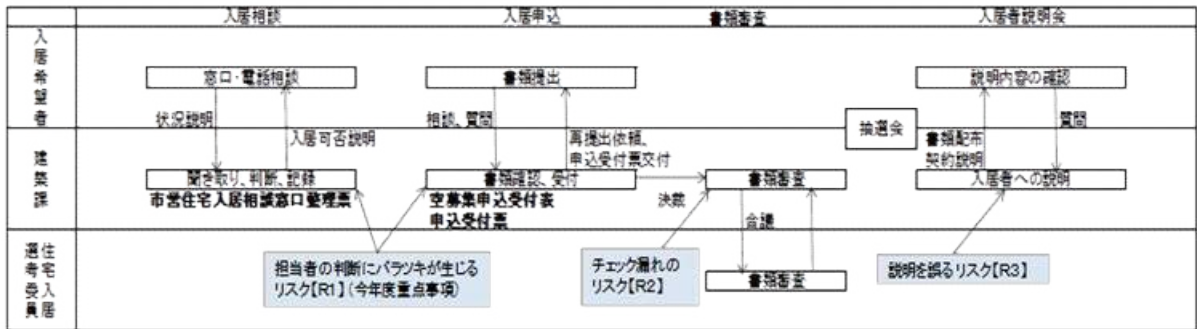 入居相談 入居申込 書類審査 入居者説明会
入居希望者
窓口・電話相談 書類提出 説明内容の確認
状況説明 相談、質問 質問
抽選会
入居可否説明 再提出依頼、
申込受付票交付
書類配布
契約説明
建築課
聞き取り、判断、記録 書類確認、受付 書類審査 入居者への説明
市営住宅入居相談窓口整理票
空募集申込受付表
申込受付票
決裁
合議
住宅入居
選考委員
担当者の判断にバラツキが生じる
リスク【R1】(今年度重点事項)
チェック漏れの
リスク【R2】
書類審査
説明を誤るリスク【R3】